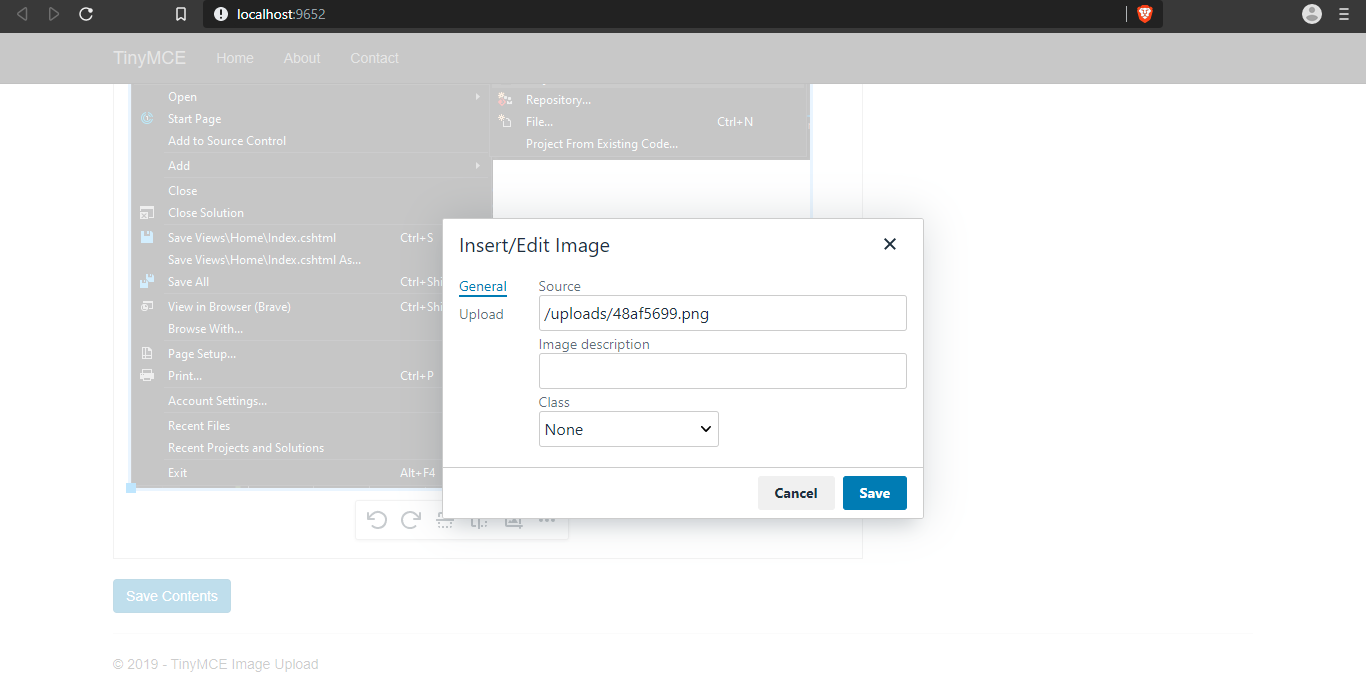 localhost:9652
TinyMCE Home About Contact
Open
Start Page
Add to Source Control
Add
Close
Close Solution
Save Views\Home\Index.cshtml Ctrl+S
Save Views\Home\Index.cshtml As...
Save All Ctrl+Shi
View in Browser (Brave) Ctrl+Shi
Browse With...
Page Setup...
Print... Ctrl+P
Account Settings...
Recent Files
Recent Projects and Solutions
Exit Alt+F4
Repository...
File... Ctrl+N
Project From Existing Code...
Insert/Edit Image
General
Upload
Source
/uploads/48af5699.png
Image description
Class
None
Cancel Save
Save Contents
© 2019 - TinyMCE Image Upload